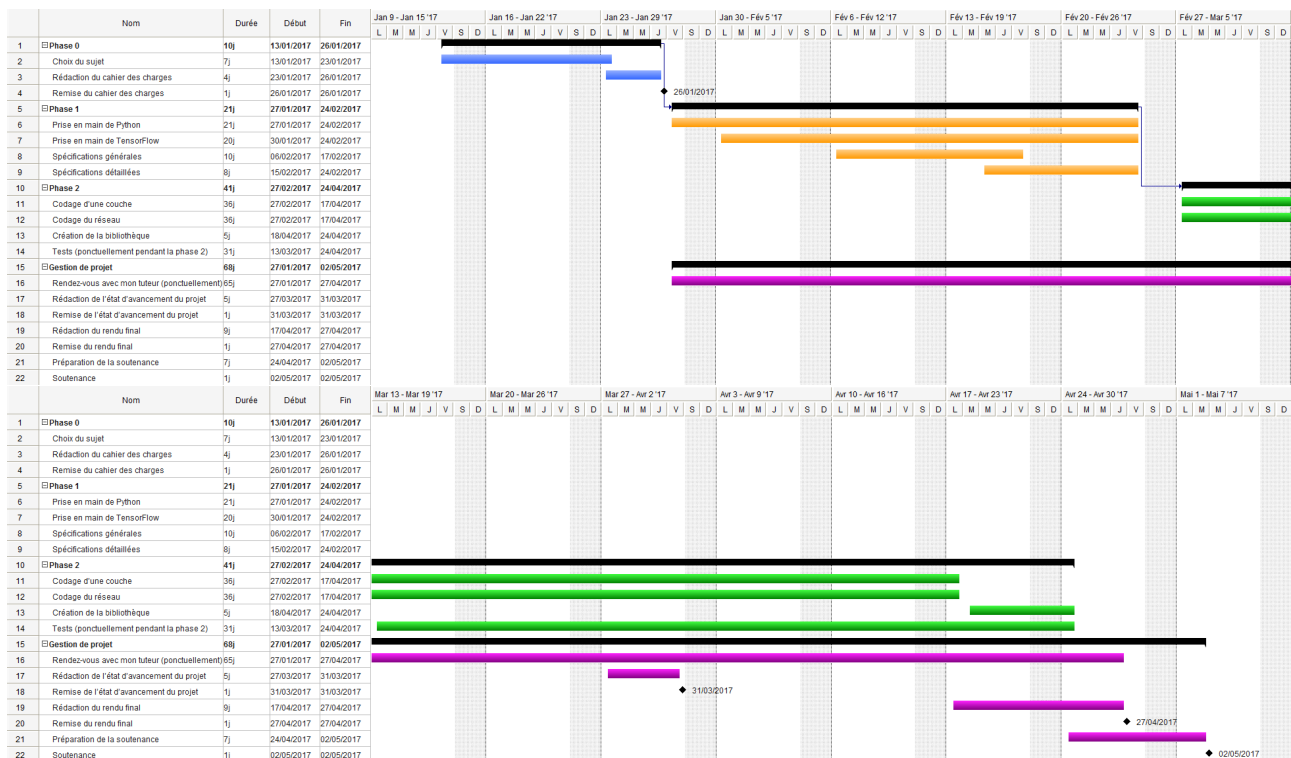 Nom Durée Début Fin Jan 9 - Jan 15 '17 Jan 16 - Jan 22 '17 Jan 23 - Jan 29 '17 Jan 30 - Fév 5 '17 Fév 6 - Fév 12 '17 Fév 13 - Fév 19 '17 Fév 20 - Fév 26 '17 Fév 27 - Mar 5 '17
L M M J V S D L M M J V S D L M M J V S D L M M J V S D L M M J V S D L M M J V S D L M M J V S D L M M J V S D
1 Phase 0 10j 13/01/2017 26/01/2017
2 Choix du sujet 7j 13/01/2017 23/01/2017
3 Rédaction du cahier des charges 4j 23/01/2017 26/01/2017
4 Remise du cahier des charges 1j 26/01/2017 26/01/2017 26/01/2017
5 Phase 1 21j 27/01/2017 24/02/2017
6 Prise en main de Python 21j 27/01/2017 24/02/2017
7 Prise en main de TensorFlow 20j 30/01/2017 24/02/2017
8 Spécifications générales 10j 06/02/2017 17/02/2017
9 Spécifications détaillées 8j 15/02/2017 24/02/2017
10 Phase 2 41j 27/02/2017 24/04/2017
11 Codage d'une couche 36j 27/02/2017 17/04/2017
12 Codage du réseau 36j 27/02/2017 17/04/2017
13 Création de la bibliothèque 5j 18/04/2017 24/04/2017
14 Tests (ponctuellement pendant la phase 2) 31j 13/03/2017 24/04/2017
15 Gestion de projet 68j 27/01/2017 02/05/2017
16 Rendez-vous avec mon tuteur (ponctuellement) 65j 27/01/2017 27/04/2017
17 Rédaction de l'état d'avancement du projet 5j 27/03/2017 31/03/2017
18 Remise de l'état d'avancement du projet 1j 31/03/2017 31/03/2017
19 Rédaction du rendu final 9j 17/04/2017 27/04/2017
20 Remise du rendu final 1j 27/04/2017 27/04/2017
21 Préparation de la soutenance 7j 24/04/2017 02/05/2017
22 Soutenance 1j 02/05/2017 02/05/2017
Nom Durée Début Fin Mar 13 - Mar 19 '17 Mar 20 - Mar 26 '17 Mar 27 - Avr 2 '17 Avr 3 - Avr 9 '17 Avr 10 - Avr 16 '17 Avr 17 - Avr 23 '17 Avr 24 - Avr 30 '17 Mai 1 - Mai 7 '17
L M M J V S D L M M J V S D L M M J V S D L M M J V S D L M M J V S D L M M J V S D L M M J V S D L M M J V S D
1 Phase 0 10j 13/01/2017 26/01/2017
2 Choix du sujet 7j 13/01/2017 23/01/2017
3 Rédaction du cahier des charges 4j 23/01/2017 26/01/2017
4 Remise du cahier des charges 1j 26/01/2017 26/01/2017
5 Phase 1 21j 27/01/2017 24/02/2017
6 Prise en main de Python 21j 27/01/2017 24/02/2017
7 Prise en main de TensorFlow 20j 30/01/2017 24/02/2017
8 Spécifications générales 10j 06/02/2017 17/02/2017
9 Spécifications détaillées 8j 15/02/2017 24/02/2017
10 Phase 2 41j 27/02/2017 24/04/2017
11 Codage d'une couche 36j 27/02/2017 17/04/2017
12 Codage du réseau 36j 27/02/2017 17/04/2017
13 Création de la bibliothèque 5j 18/04/2017 24/04/2017
14 Tests (ponctuellement pendant la phase 2) 31j 13/03/2017 24/04/2017
15 Gestion de projet 68j 27/01/2017 02/05/2017
16 Rendez-vous avec mon tuteur (ponctuellement) 65j 27/01/2017 27/04/2017
17 Rédaction de l'état d'avancement du projet 5j 27/03/2017 31/03/2017
18 Remise de l'état d'avancement du projet 1j 31/03/2017 31/03/2017 31/03/2017
19 Rédaction du rendu final 9j 17/04/2017 27/04/2017
20 Remise du rendu final 1j 27/04/2017 27/04/2017 27/04/2017
21 Préparation de la soutenance 7j 24/04/2017 02/05/2017
22 Soutenance 1j 02/05/2017 02/05/2017 02/05/2017